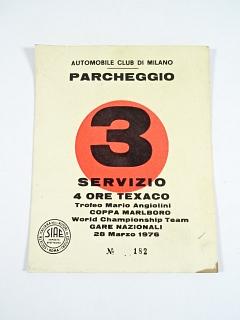 AUTOMOBILE CLUB DI MILANO
PARCHEGGIO
3
SERVIZIO
4 ORE TEXACO
Trofeo Mario Angiolini
COPPA MARLBORO
World Championship Team
GARE NAZIONALI
28 Marzo 1976
SIAE
№ 182